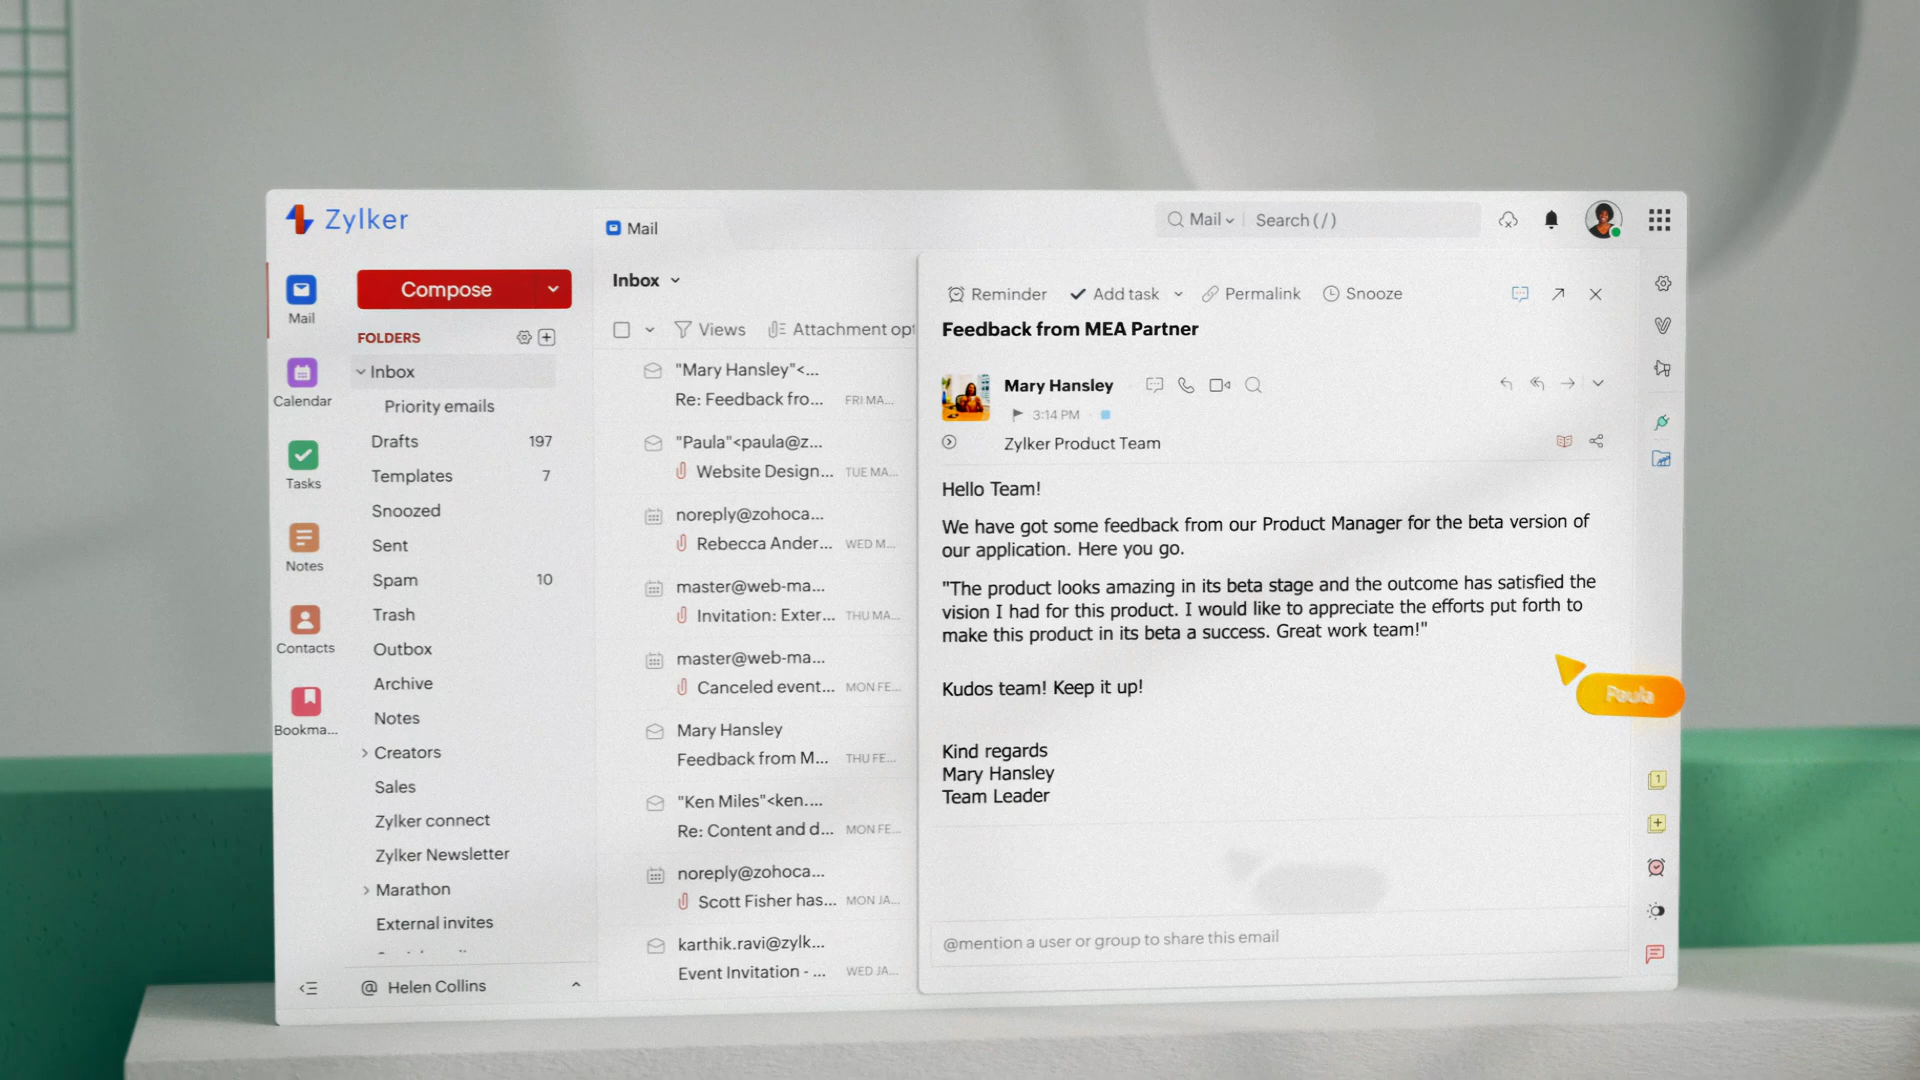 Zylker
Mail
Mail
Search ( / )
Mail
Calendar
Tasks
Notes
Contacts
Bookma...
Compose
FOLDERS
Inbox
Priority emails
Drafts 197
Templates 7
Snoozed
Sent
Spam 10
Trash
Outbox
Archive
Notes
Creators
Sales
Zylker connect
Zylker Newsletter
Marathon
External invites
@ Helen Collins
Inbox
Views Attachment opt
"Mary Hansley"<...
Re: Feedback fro... FRI MA...
"Paula"<paula@z...
Website Design... TUE MA...
noreply@zohoca...
Rebecca Ander... WED M...
master@web-ma...
Invitation: Exter... THU MA...
master@web-ma...
Canceled event... MON FE...
Mary Hansley
Feedback from M... THU FE...
"Ken Miles"<ken....
Re: Content and d... MON FE...
noreply@zohoca...
Scott Fisher has... MON JA...
karthik.ravi@zylk...
Event Invitation - ... WED JA...
Reminder Add task Permalink Snooze
Feedback from MEA Partner
Mary Hansley
3:14 PM
Zylker Product Team
Hello Team!
We have got some feedback from our Product Manager for the beta version of
our application. Here you go.
"The product looks amazing in its beta stage and the outcome has satisfied the
vision I had for this product. I would like to appreciate the efforts put forth to
make this product in its beta a success. Great work team!"
Kudos team! Keep it up!
Kind regards
Mary Hansley
Team Leader
@mention a user or group to share this email
Paula
1